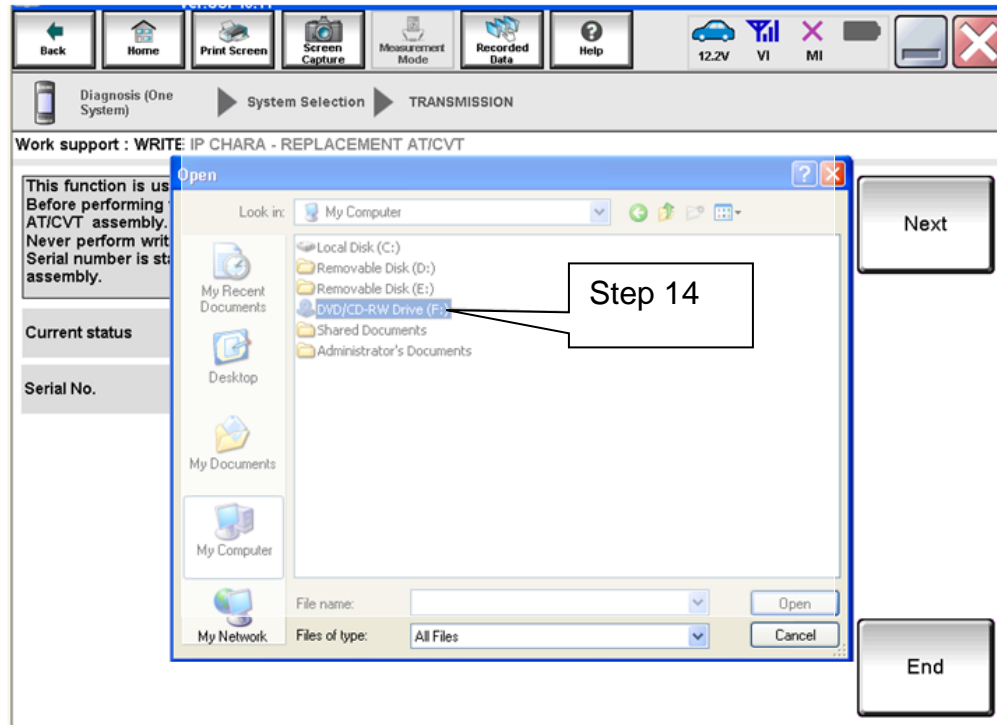 Back
Home
Print Screen
Screen
Capture
Measurement
Mode
Recorded
Data
Help
12.2V
VI
MI
Diagnosis (One
System)
System Selection
TRANSMISSION
Work support : WRITE IP CHARA - REPLACEMENT AT/CVT
This function is us
Before performing
AT/CVT assembly.
Never perform writ
Serial number is st
assembly.
Current status
Serial No.
Open
Look in:
My Computer
My Recent
Documents
Desktop
My Documents
My Computer
My Network
Local Disk (C:)
Removable Disk (D:)
Removable Disk (E:)
DVD/CD-RW Drive (F:)
Shared Documents
Administrator's Documents
Step 14
File name:
Open
Files of type:
All Files
Cancel
Next
End